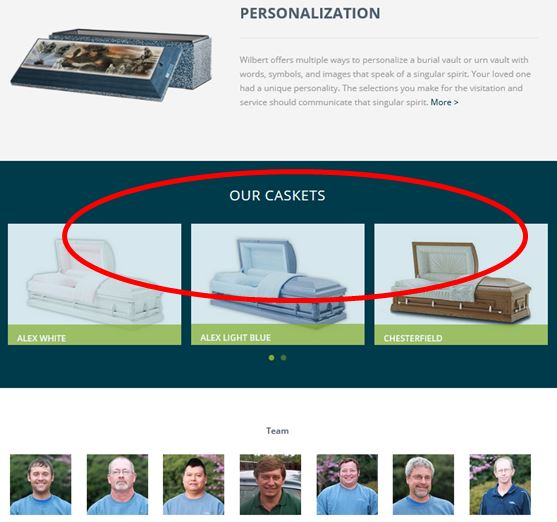 PERSONALIZATION
Wilbert offers multiple ways to personalize a burial vault or urn vault with
words, symbols, and images that speak of a singular spirit. Your loved one
had a unique personality. The selections you make for the visitation and
service should communicate that singular spirit. More >
OUR CASKETS
ALEX WHITE
ALEX LIGHT BLUE
CHESTERFIELD
Team